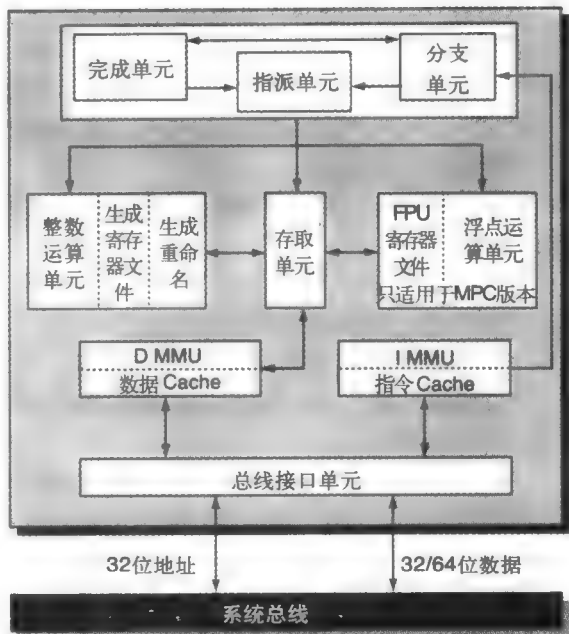 完成单元
指派单元
分支
单元
整数
运算
单元
生成
寄存
器文
件
生成
重命
名
存取
单元
FPU
寄存器
文件
浮点运
算单元
只适用于MPC版本
D MMU
数据 Cache
I MMU
指令 Cache
总线接口单元
32位地址
32/64位数据
系统总线